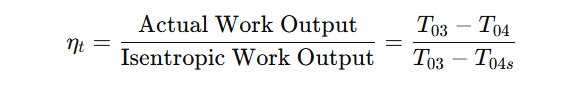 η_t = Actual Work Output / Isentropic Work Output = (T_03 − T_04) / (T_03 − T_04s)